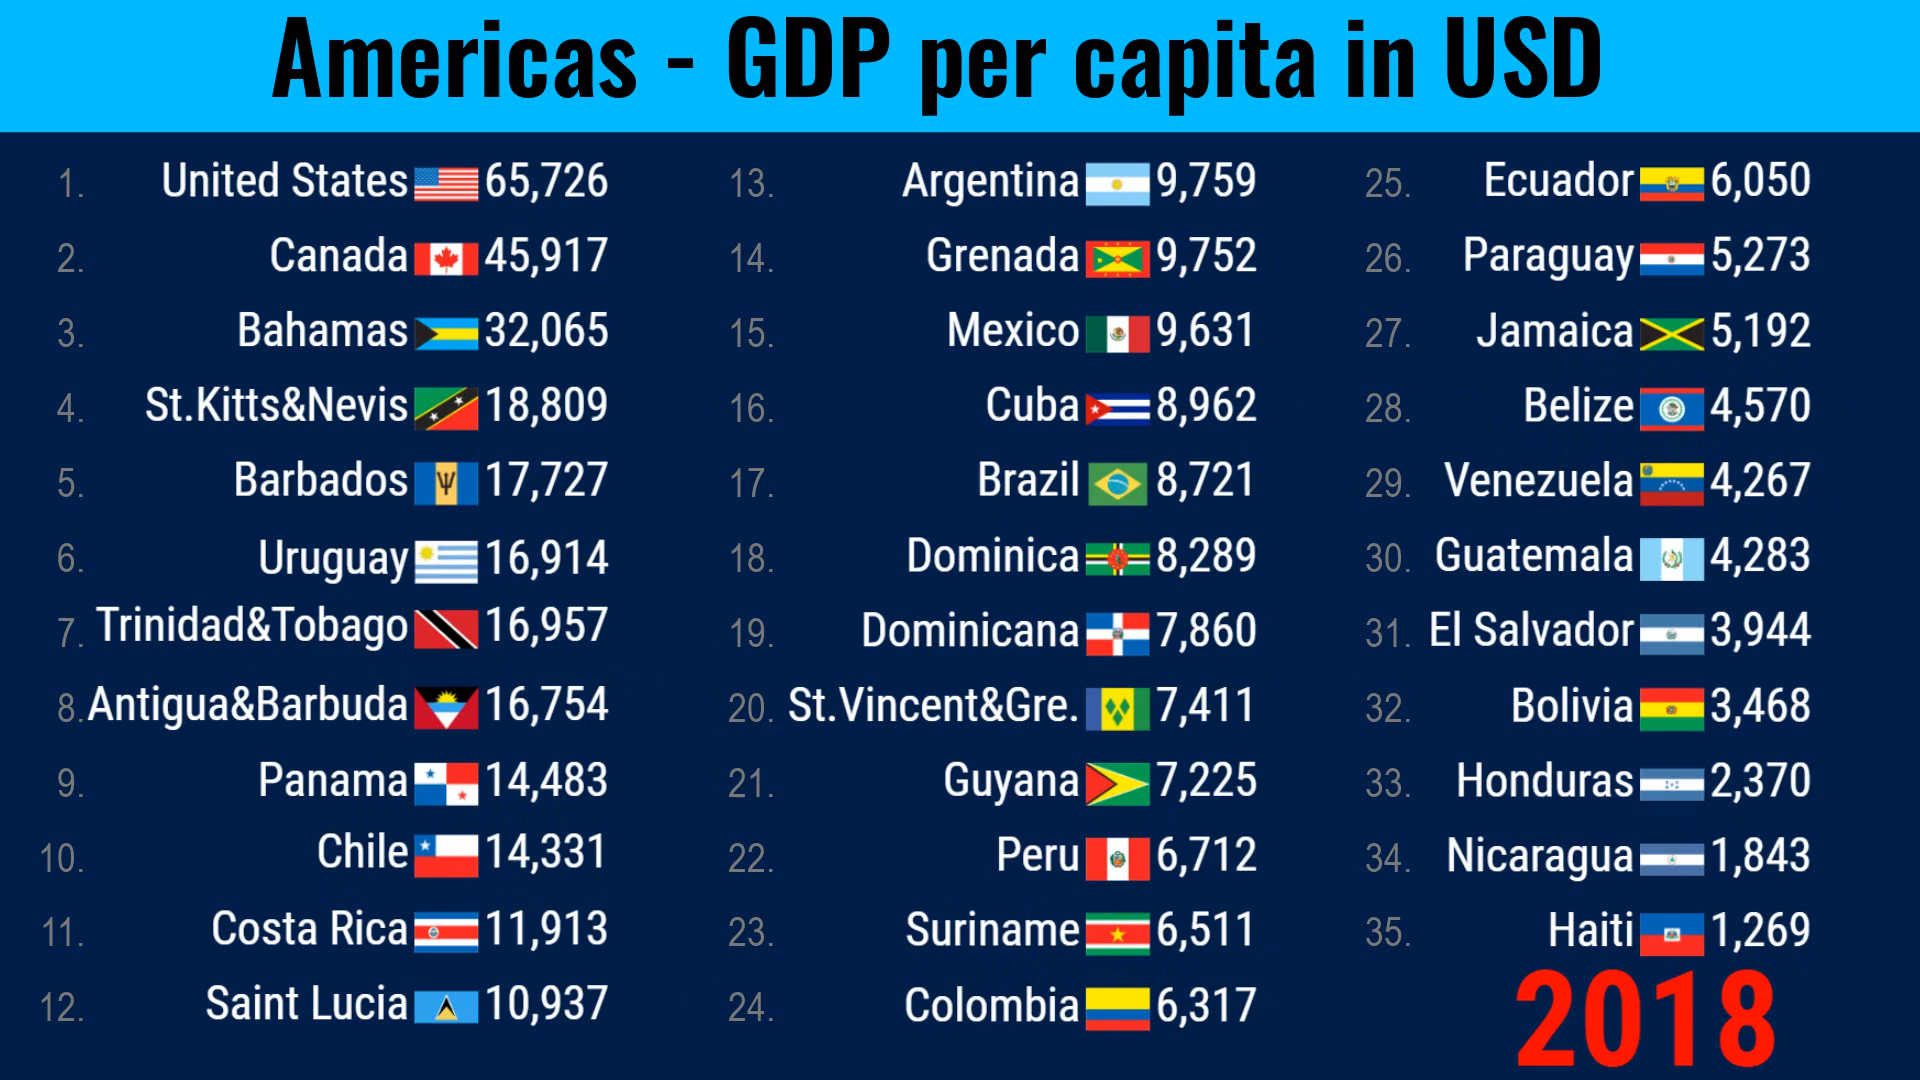 Americas - GDP per capita in USD
1. United States 65,726
2. Canada 45,917
3. Bahamas 32,065
4. St.Kitts&Nevis 18,809
5. Barbados 17,727
6. Uruguay 16,914
7. Trinidad&Tobago 16,957
8. Antigua&Barbuda 16,754
9. Panama 14,483
10. Chile 14,331
11. Costa Rica 11,913
12. Saint Lucia 10,937
13. Argentina 9,759
14. Grenada 9,752
15. Mexico 9,631
16. Cuba 8,962
17. Brazil 8,721
18. Dominica 8,289
19. Dominicana 7,860
20. St.Vincent&Gre. 7,411
21. Guyana 7,225
22. Peru 6,712
23. Suriname 6,511
24. Colombia 6,317
25. Ecuador 6,050
26. Paraguay 5,273
27. Jamaica 5,192
28. Belize 4,570
29. Venezuela 4,267
30. Guatemala 4,283
31. El Salvador 3,944
32. Bolivia 3,468
33. Honduras 2,370
34. Nicaragua 1,843
35. Haiti 1,269
2018